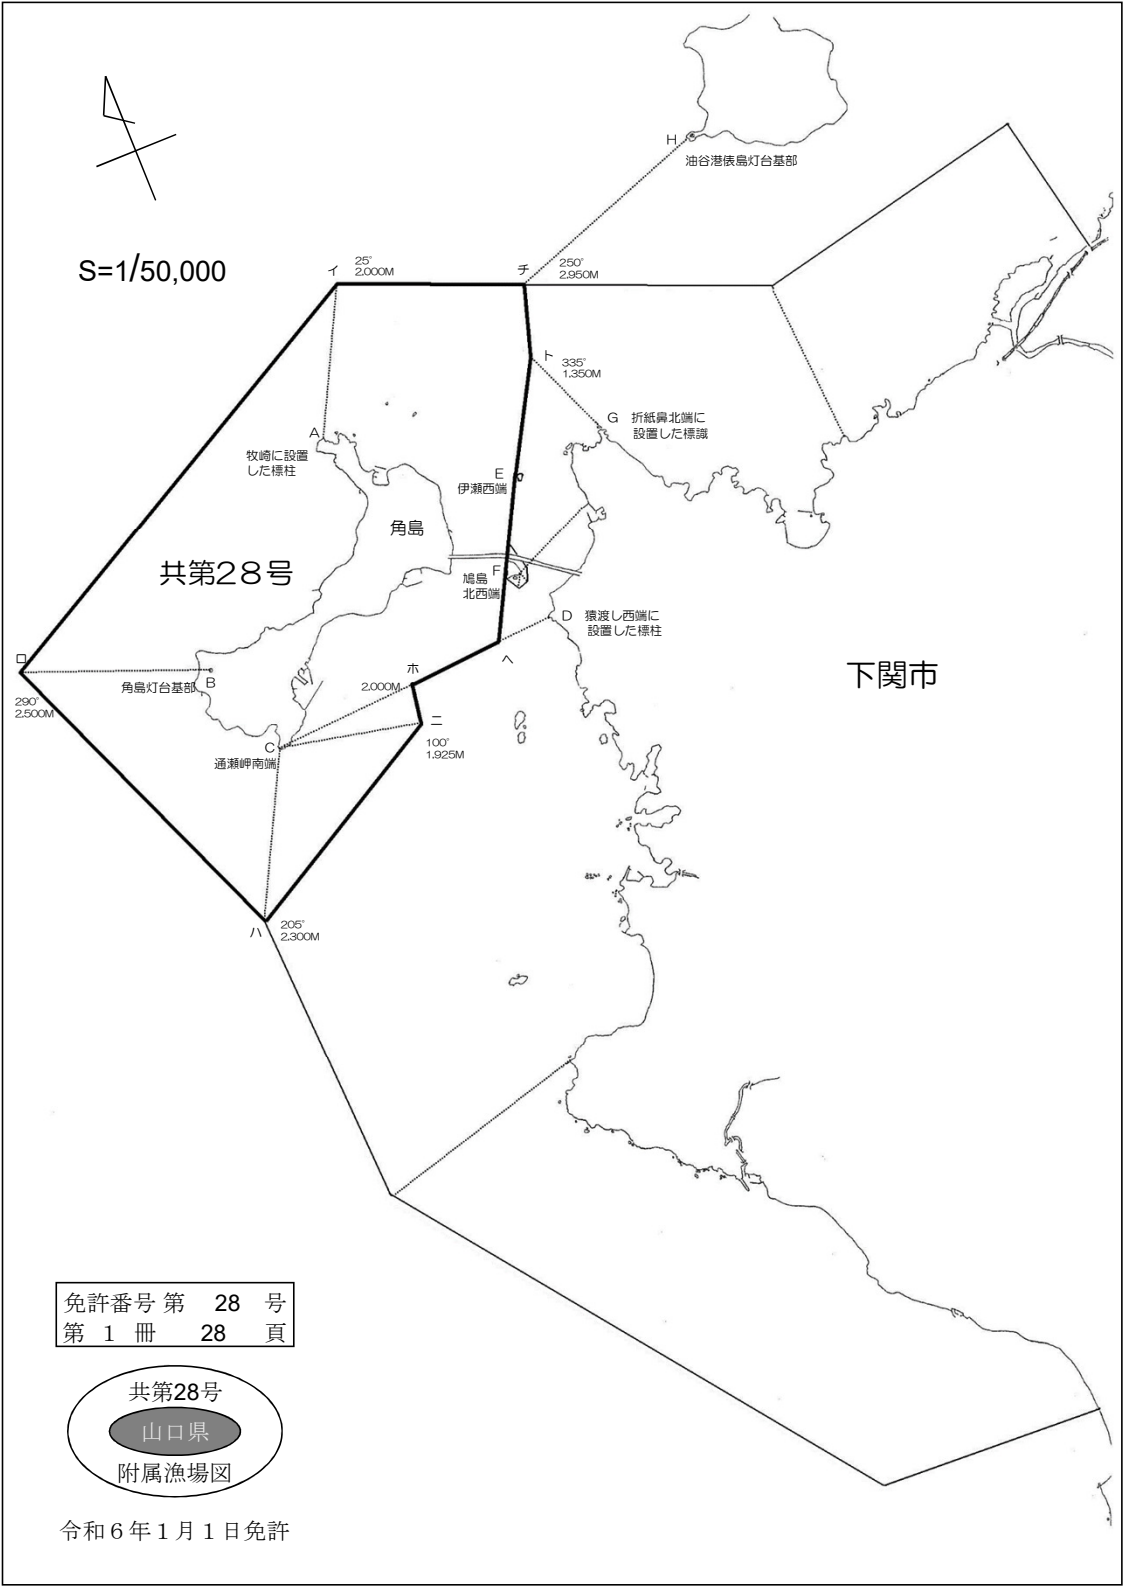 H
油谷港俵島灯台基部
S=1/50,000
イ
25°
2.000M
チ
250°
2.950M
ト
335°
1.350M
G 折紙鼻北端に
設置した標識
A
牧崎に設置
した標柱
E
伊瀬西端
角島
共第28号
F
鳩島
北西端
D 猿渡し西端に
設置した標柱
ヘ
下関市
ロ
290°
2.500M
角島灯台基部
B
ホ
2.000M
ニ
100°
1.925M
C
通瀬岬南端
ハ
205°
2.300M
免許番号 第 28 号
第 1 冊 28 頁
共第28号
山口県
附属漁場図
令和6年1月1日免許